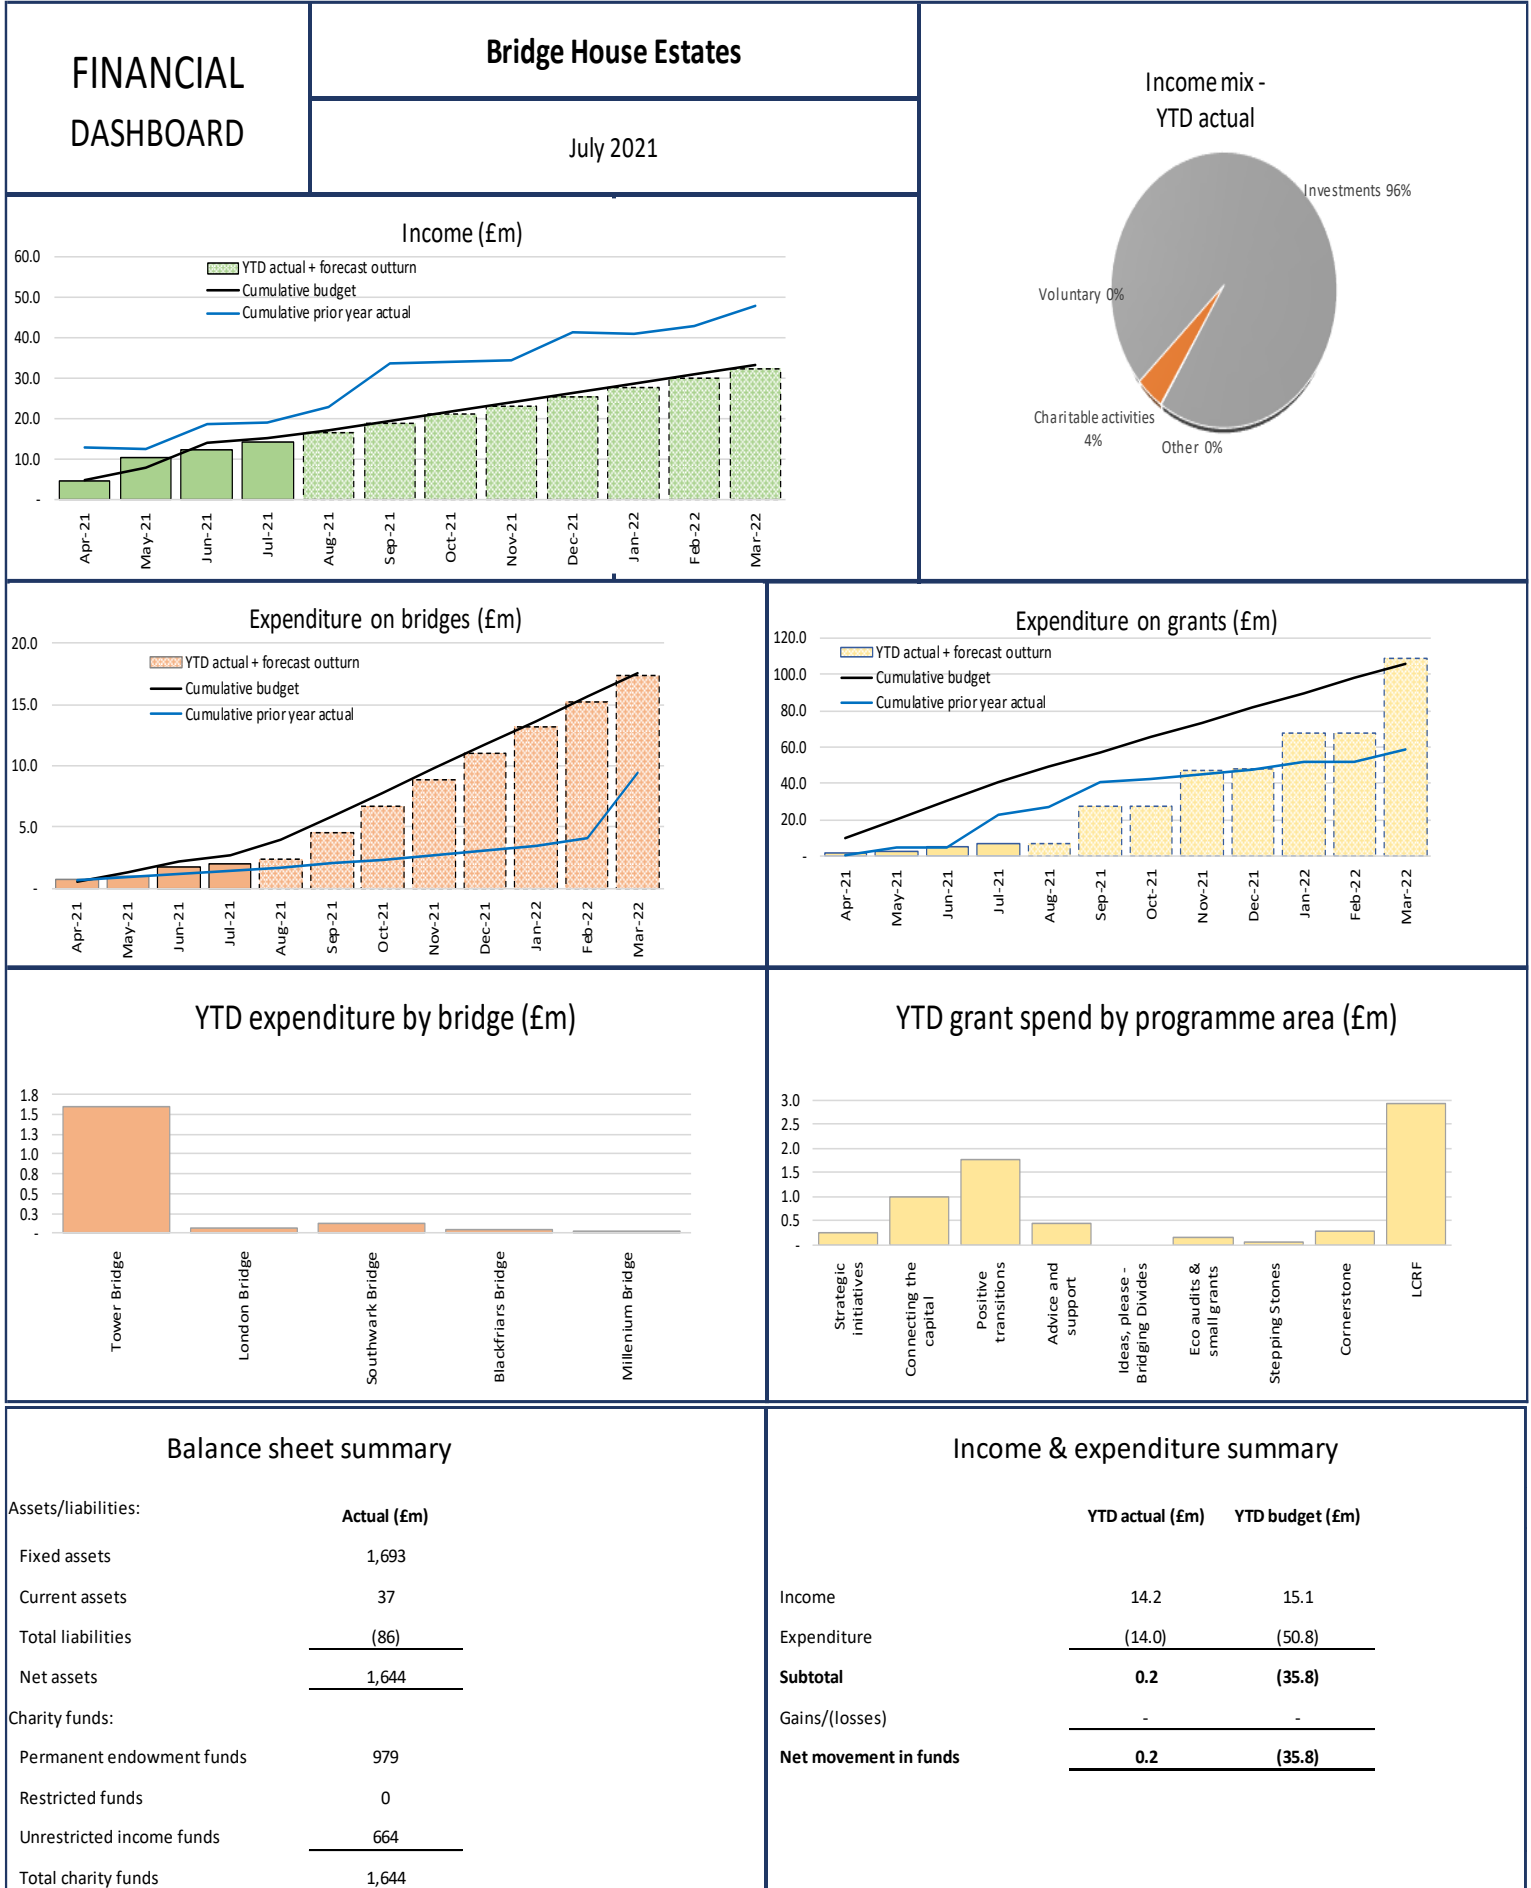 FINANCIAL
DASHBOARD
Bridge House Estates
July 2021
Income mix -
YTD actual
Investments 96%
Voluntary 0%
Charitable activities
4%
Other 0%
Income (£m)
YTD actual + forecast outturn
Cumulative budget
Cumulative prior year actual
60.0
50.0
40.0
30.0
20.0
10.0
-
Apr-21
May-21
Jun-21
Jul-21
Aug-21
Sep-21
Oct-21
Nov-21
Dec-21
Jan-22
Feb-22
Mar-22
Expenditure on bridges (£m)
YTD actual + forecast outturn
Cumulative budget
Cumulative prior year actual
20.0
15.0
10.0
5.0
-
Apr-21
May-21
Jun-21
Jul-21
Aug-21
Sep-21
Oct-21
Nov-21
Dec-21
Jan-22
Feb-22
Mar-22
Expenditure on grants (£m)
YTD actual + forecast outturn
Cumulative budget
Cumulative prior year actual
120.0
100.0
80.0
60.0
40.0
20.0
-
Apr-21
May-21
Jun-21
Jul-21
Aug-21
Sep-21
Oct-21
Nov-21
Dec-21
Jan-22
Feb-22
Mar-22
YTD expenditure by bridge (£m)
1.8
1.5
1.3
1.0
0.8
0.5
0.3
-
Tower Bridge
London Bridge
Southwark Bridge
Blackfriars Bridge
Millenium Bridge
YTD grant spend by programme area (£m)
3.0
2.5
2.0
1.5
1.0
0.5
-
Strategic
initiatives
Connecting the
capital
Positive
transitions
Advice and
support
Ideas, please -
Bridging Divides
Eco audits &
small grants
Stepping Stones
Cornerstone
LCRF
Balance sheet summary
Assets/liabilities:
Actual (£m)
Fixed assets 1,693
Current assets 37
Total liabilities (86)
Net assets 1,644
Charity funds:
Permanent endowment funds 979
Restricted funds 0
Unrestricted income funds 664
Total charity funds 1,644
Income & expenditure summary
YTD actual (£m) YTD budget (£m)
Income 14.2 15.1
Expenditure (14.0) (50.8)
Subtotal 0.2 (35.8)
Gains/(losses) - -
Net movement in funds 0.2 (35.8)